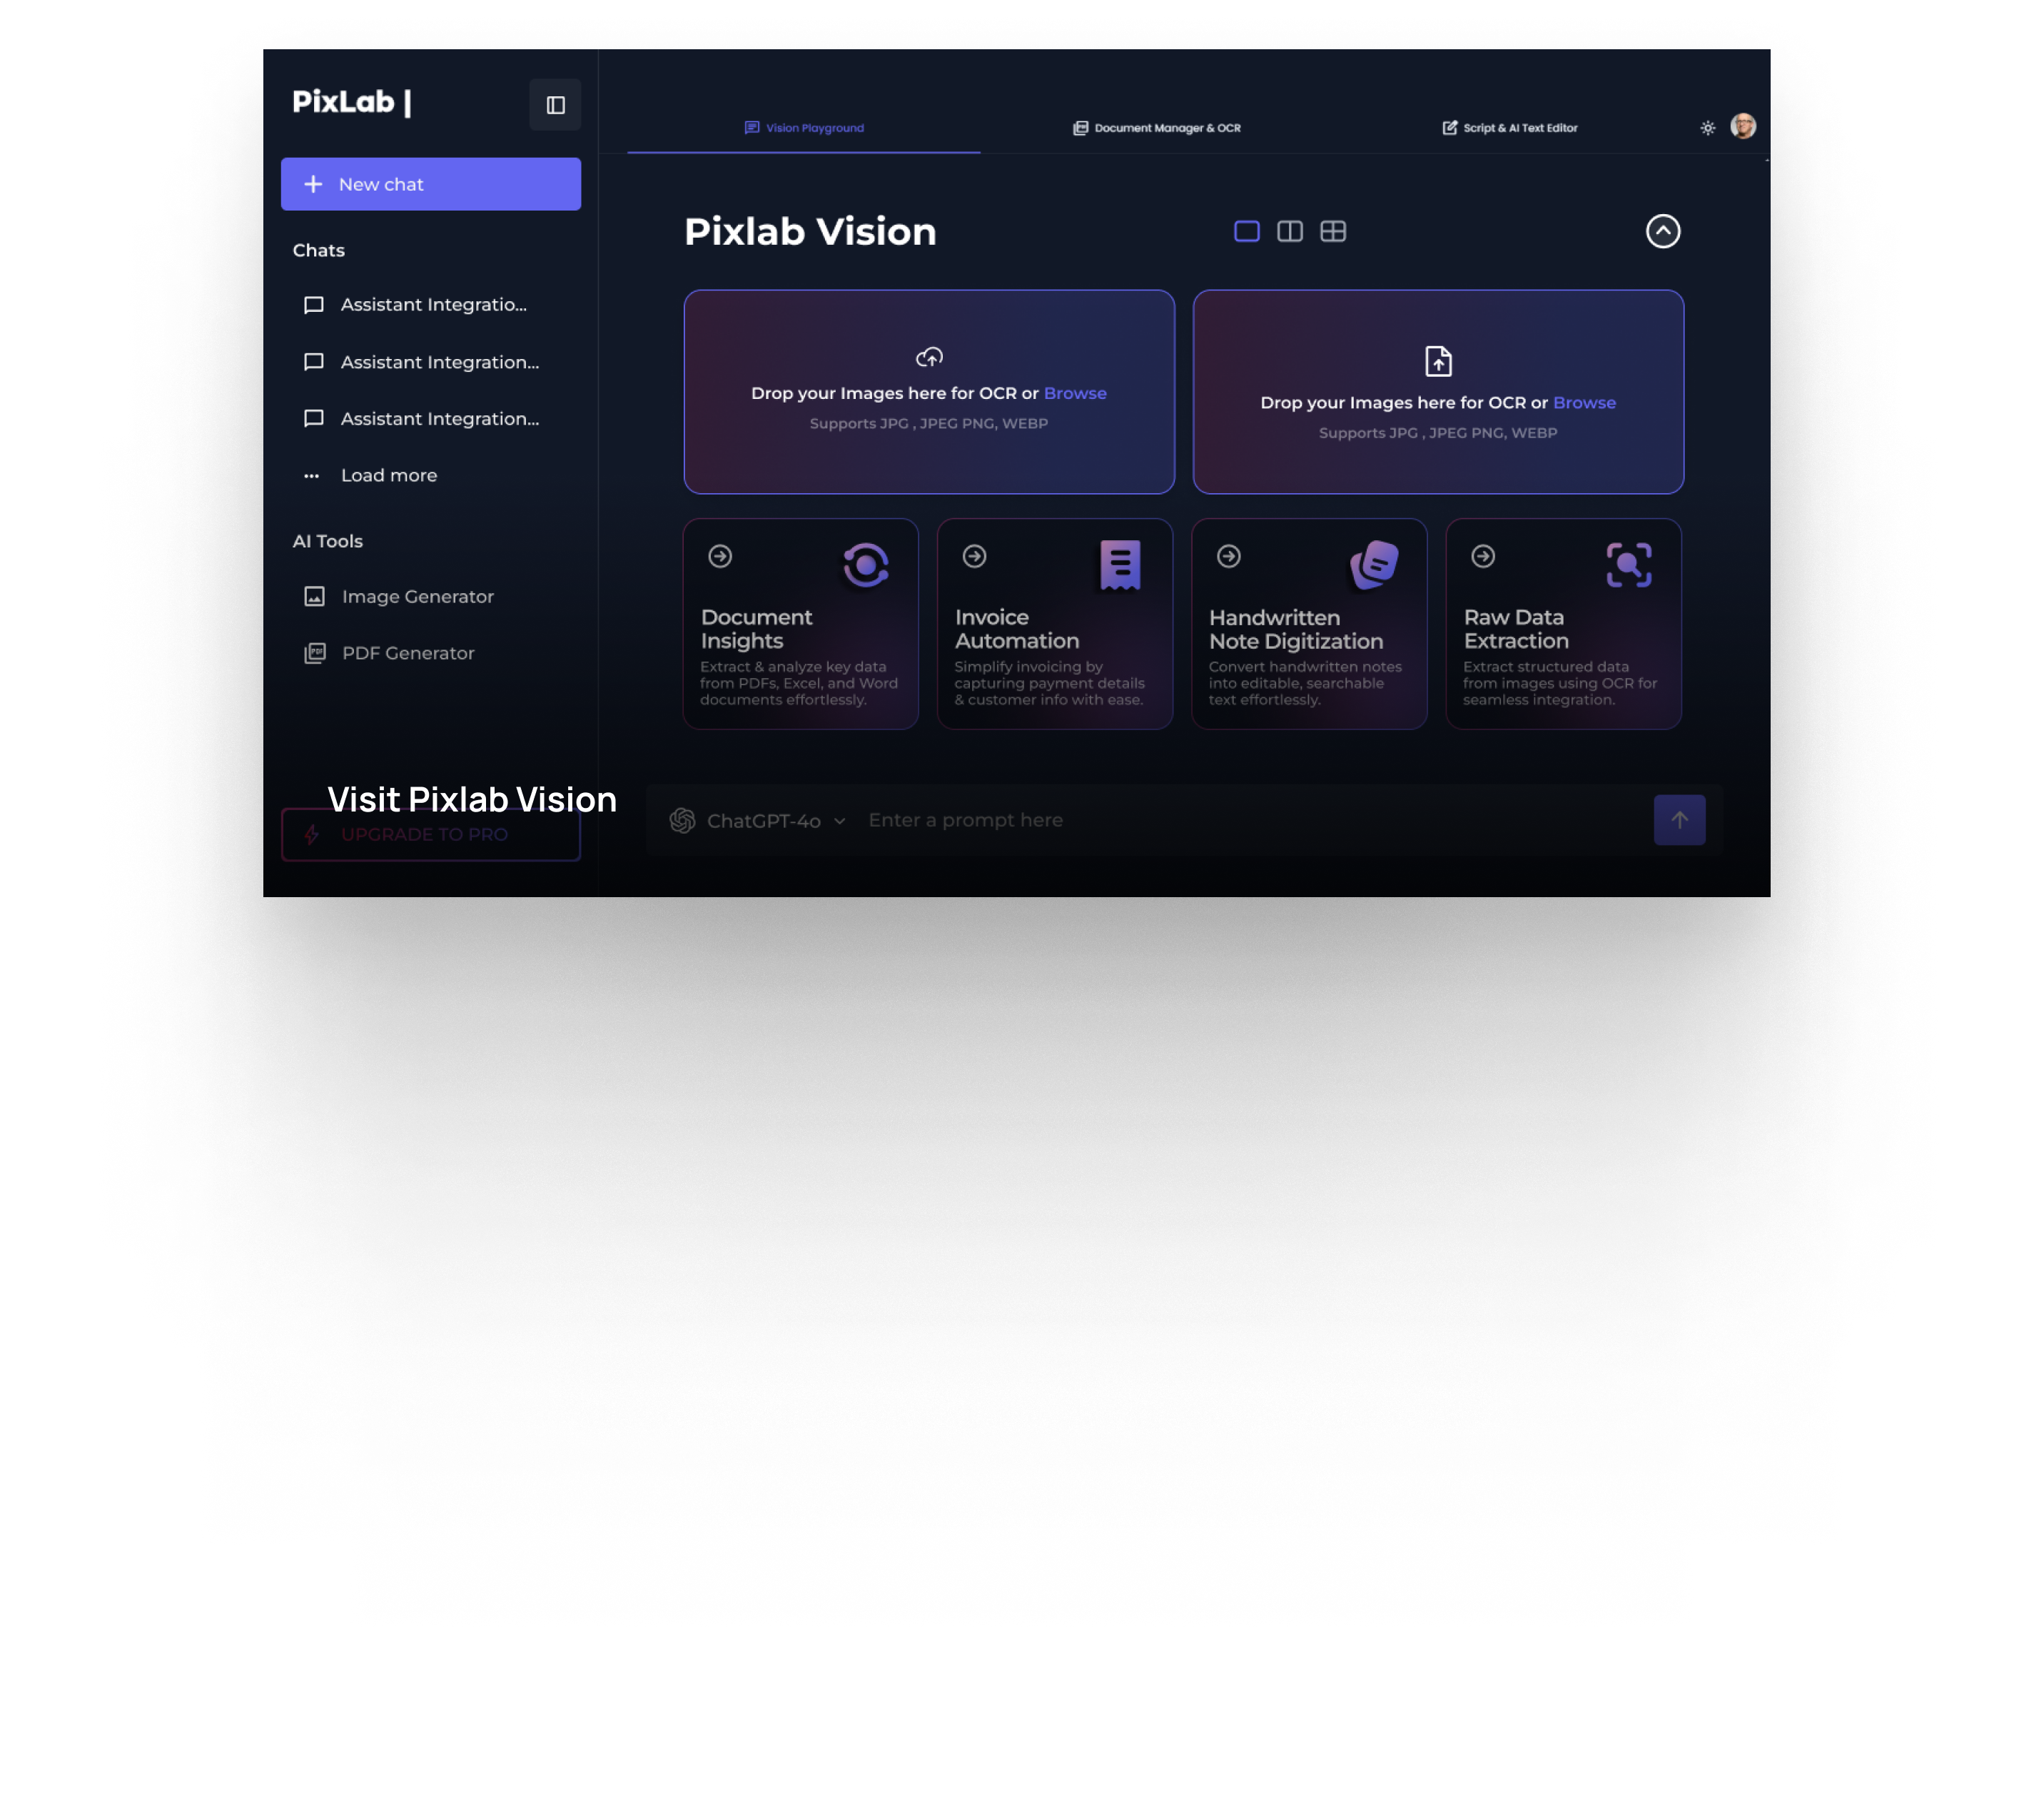 PixLab |
New chat
Chats
Assistant Integratio...
Assistant Integration...
Assistant Integration...
Load more
AI Tools
Image Generator
PDF Generator
UPGRADE TO PRO
Visit Pixlab Vision
Vision Playground
Document Manager & OCR
Script & AI Text Editor
Pixlab Vision
Drop your Images here for OCR or Browse
Supports JPG , JPEG PNG, WEBP
Drop your Images here for OCR or Browse
Supports JPG , JPEG PNG, WEBP
Document
Insights
Extract & analyze key data
from PDFs, Excel, and Word
documents effortlessly.
Invoice
Automation
Simplify invoicing by
capturing payment details
& customer info with ease.
Handwritten
Note Digitization
Convert handwritten notes
into editable, searchable
text effortlessly.
Raw Data
Extraction
Extract structured data
from images using OCR for
seamless integration.
ChatGPT-4o
Enter a prompt here